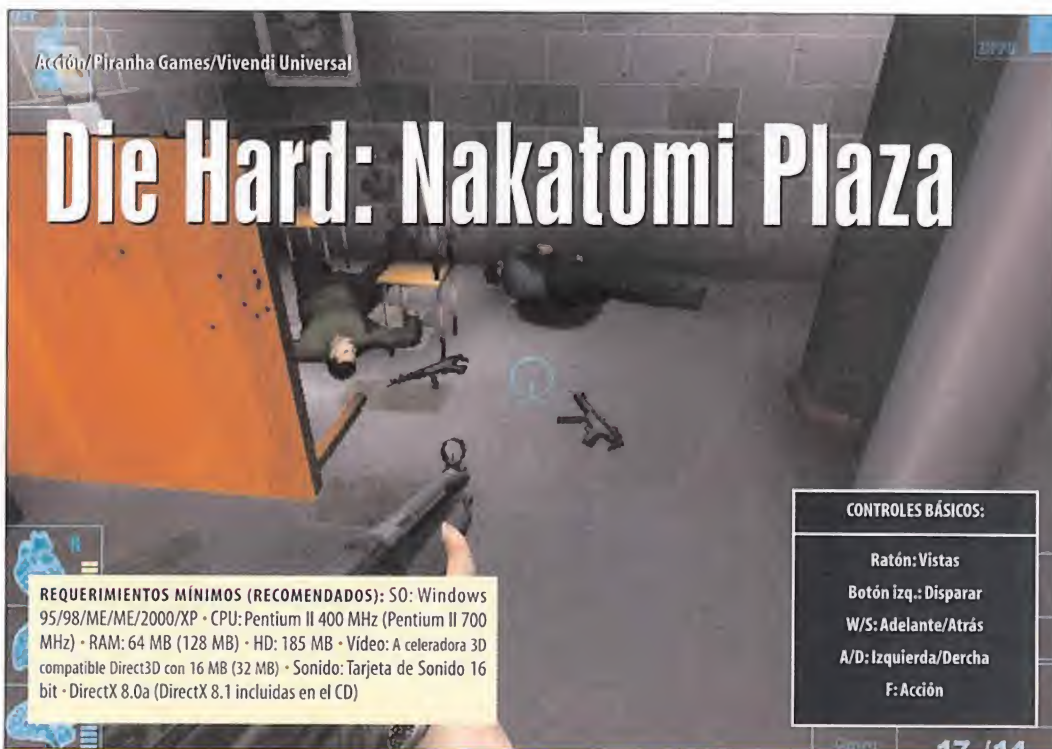 Acción/Piranha Games/Vivendi Universal
Die Hard: Nakatomi Plaza
CONTROLES BÁSICOS:
Ratón: Vistas
Botón izq.: Disparar
W/S: Adelante/Atrás
A/D: Izquierda/Dercha
F: Acción
REQUERIMIENTOS MÍNIMOS (RECOMENDADOS): SO: Windows
95/98/ME/ME/2000/XP · CPU: Pentium II 400 MHz (Pentium II 700
MHz) · RAM: 64 MB (128 MB) · HD: 185 MB · Vídeo: A celeradora 3D
compatible Direct3D con 16 MB (32 MB) · Sonido: Tarjeta de Sonido 16
bit · DirectX 8.0a (DirectX 8.1 incluidas en el CD)